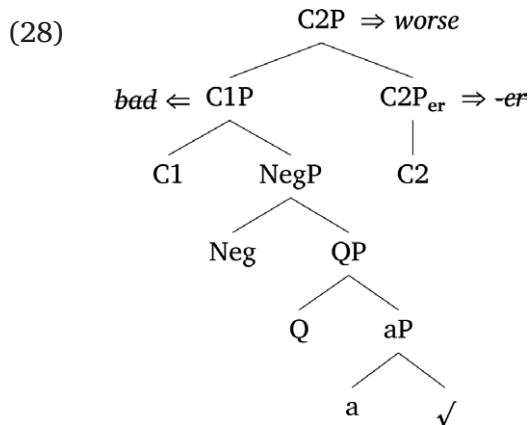 (28)
C2P ⇒ worse
bad ⇐ C1P C2Per ⇒ -er
C1 NegP C2
Neg QP
Q aP
a √